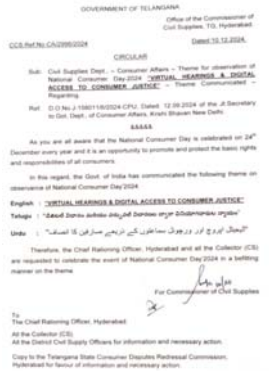 GOVERNMENT OF TELANGANA
Office of the Commissioner of
Civil Supplies, TG, Hyderabad.
CCS Ref.No.CA/2998/2024 Dated:10.12.2024.
CIRCULAR
Sub: Civil Supplies Dept., – Consumer Affairs – Theme for observation of
National Consumer Day-2024 "VIRTUAL HEARINGS & DIGITAL
ACCESS TO CONSUMER JUSTICE" – Theme Communicated –
Regarding.
Ref: D.O.No.J-15801 /2024-CPU, Dated: 12.09.2024 of the Jt.Secretary
to Govt. Dept., of Consumer Affairs, Krishi Bhavan New Delhi.
&&&&&
As you are all aware that the National Consumer Day is celebrated on 24th
December every year and it is an opportunity to promote and protect the basic rights
and responsibilities of all consumers.
In this regard, the Govt. of India has communicated the following theme on
observance of National Consumer Day'2024.
English : "VIRTUAL HEARINGS & DIGITAL ACCESS TO CONSUMER JUSTICE"
Telugu :
Urdu :
Therefore, the Chief Rationing Officer, Hyderabad and all the Collector (CS)
are requested to celebrate the event of National Consumer Day'2024 in a befitting
manner on the theme.
For Commissioner of Civil Supplies
To
The Chief Rationing Officer, Hyderabad.
All the Collector (CS).
All the District Civil Supply Officers for information and necessary action.
Copy to the Telangana State Consumer Disputes Redressal Commission,
Hyderabad for favour of information and necessary action.